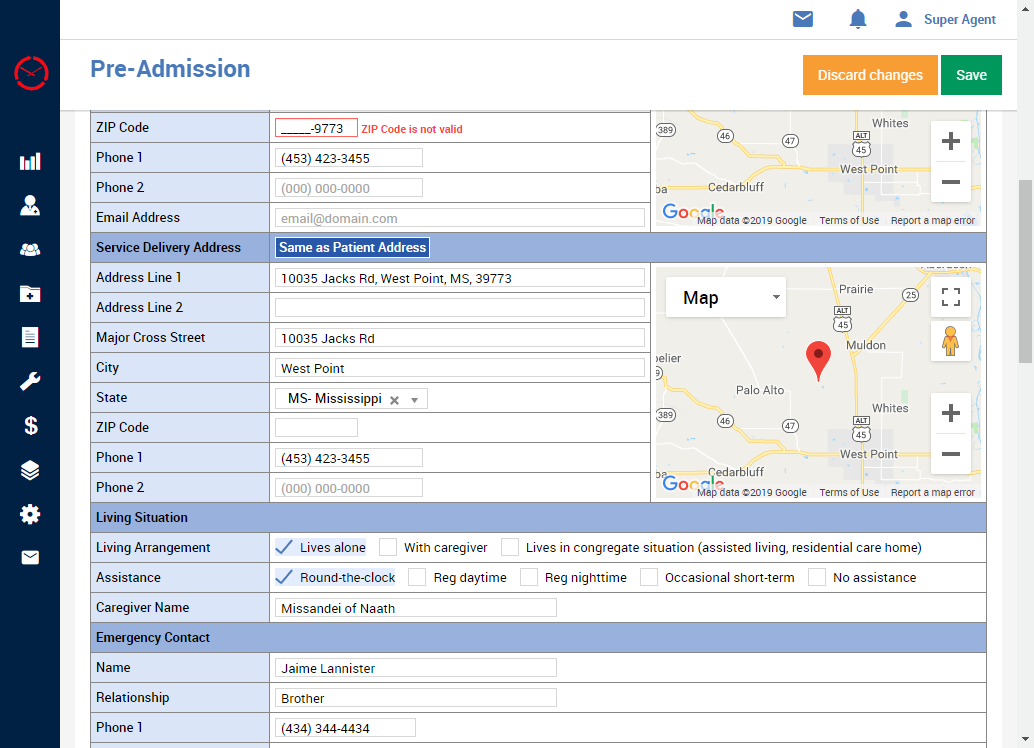 Super Agent
Pre-Admission
Discard changes
Save
ZIP Code
_____-9773
ZIP Code is not valid
Phone 1
(453) 423-3455
Phone 2
(000) 000-0000
Email Address
email@domain.com
389
46
47
Whites
ALT
45
West Point
Cedarbluff
ba
Google
Map data ©2019 Google
Terms of Use
Report a map error
Service Delivery Address
Same as Patient Address
Address Line 1
10035 Jacks Rd, West Point, MS, 39773
Address Line 2
Major Cross Street
10035 Jacks Rd
City
West Point
State
MS- Mississippi
ZIP Code
Phone 1
(453) 423-3455
Phone 2
(000) 000-0000
Map
Prairie
25
ALT
45
Muldon
pelier
Palo Alto
389
46
47
Whites
ALT
45
West Point
Cedarbluff
ba
Google
Map data ©2019 Google
Terms of Use
Report a map error
Living Situation
Living Arrangement
Lives alone
With caregiver
Lives in congregate situation (assisted living, residential care home)
Assistance
Round-the-clock
Reg daytime
Reg nighttime
Occasional short-term
No assistance
Caregiver Name
Missandei of Naath
Emergency Contact
Name
Jaime Lannister
Relationship
Brother
Phone 1
(434) 344-4434